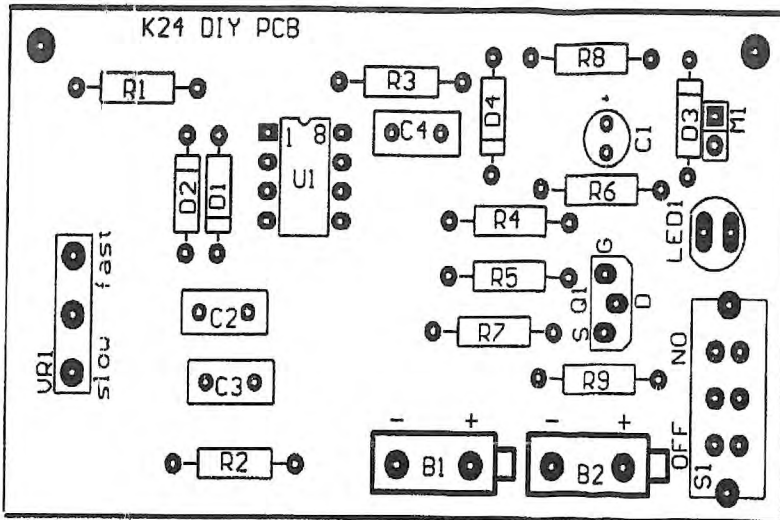 K24 DIY PCB
R1
R3
R8
D4
C4
+
C1
D3
M1
1 8
U1
D2
D1
R6
R4
LED1
fast
slow
VR1
R5
G
Q1
S
D
C2
R7
C3
R9
NO
OFF
S1
R2
- +
B1
- +
B2